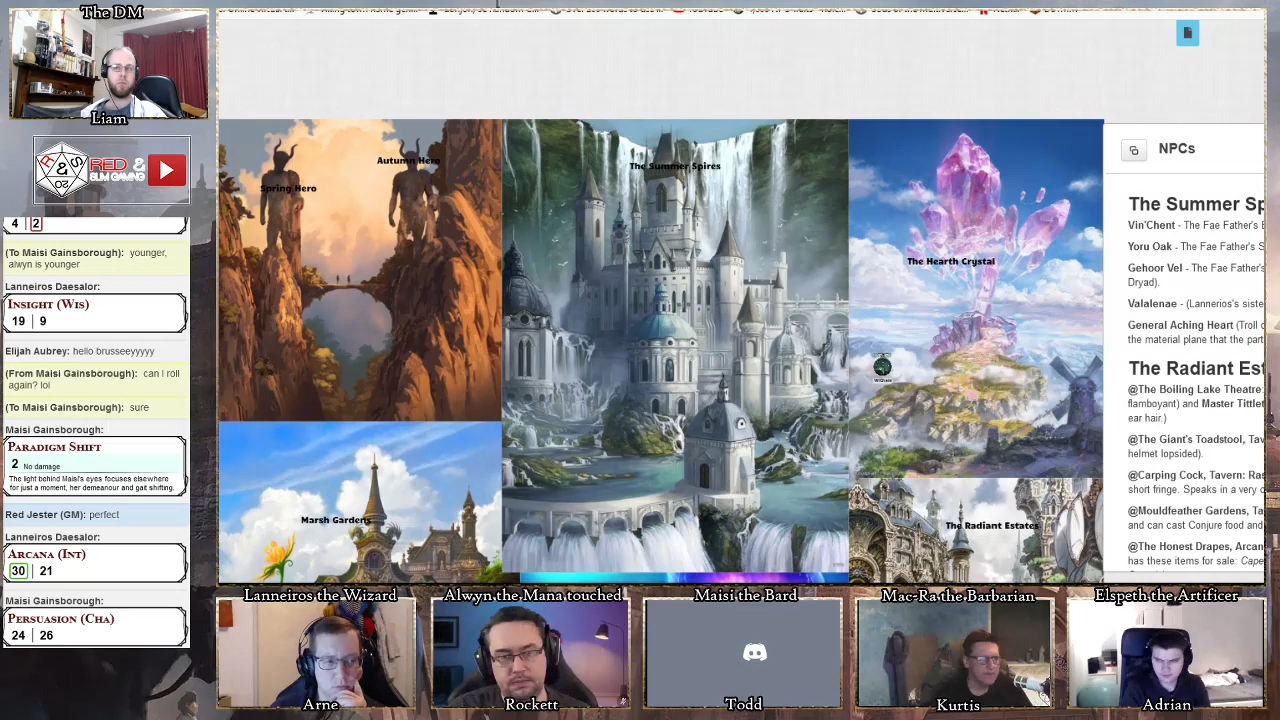 The DM
Liam
RED &
SLIM GAMING
R & S
20
4 | 2
(To Maisi Gainsborough): younger,
alwyn is younger
Lanneiros Daesalor:
INSIGHT (WIS)
19 | 9
Elijah Aubrey: hello brusseeyyyyy
(From Maisi Gainsborough): can I roll
again? lol
(To Maisi Gainsborough): sure
Maisi Gainsborough:
PARADIGM SHIFT
2 No damage
The light behind Maisi's eyes focuses elsewhere
for just a moment, her demeanour and gait shifting.
Red Jester (GM): perfect
Lanneiros Daesalor:
ARCANA (INT)
30 | 21
Maisi Gainsborough:
PERSUASION (CHA)
24 | 26
Autumn Hero
Spring Hero
The Summer Spires
The Hearth Crystal
Marsh Gardens
The Radiant Estates
NPCs
The Summer Sp
Vin'Chent - The Fae Father's
Yoru Oak - The Fae Father's S
Gehoor Vel - The Fae Father's
Dryad).
Valalenae - (Lannerios's siste
General Aching Heart (Troll
the material plane that the part
The Radiant Est
@The Boiling Lake Theatre:
flamboyant) and Master Tittlet
ear hair.)
@The Giant's Toadstool, Tav
helmet lopsided).
@Carping Cock, Tavern: Ras
short fringe. Speaks in a very
@Mouldfeather Gardens, Ta
and can cast Conjure food and
@The Honest Drapes, Arcan
has these items for sale: Cape
Lanneiros the Wizard
Alwyn the Mana touched
Maisi the Bard
Mac-Ra the Barbarian
Elspeth the Artificer
Arne
Rockett
Todd
Kurtis
Adrian